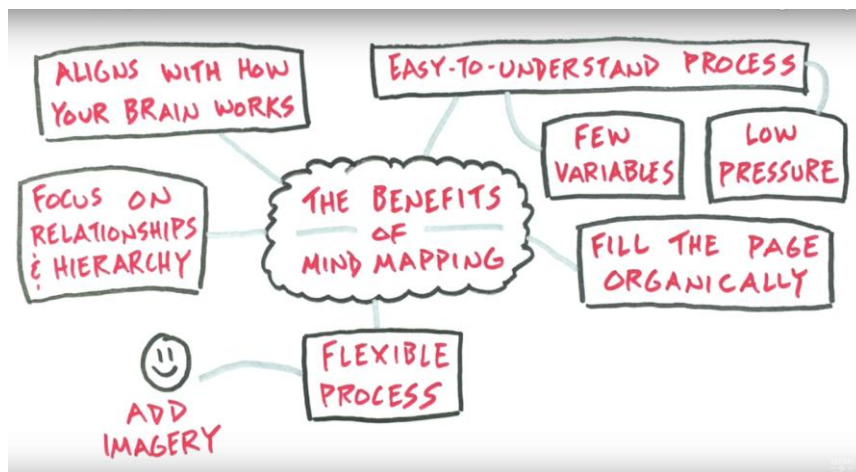 ALIGNS WITH HOW
YOUR BRAIN WORKS
EASY-TO-UNDERSTAND PROCESS
FEW
VARIABLES
LOW
PRESSURE
FOCUS ON
RELATIONSHIPS
& HIERARCHY
THE BENEFITS
OF
MIND MAPPING
FILL THE PAGE
ORGANICALLY
FLEXIBLE
PROCESS
ADD
IMAGERY